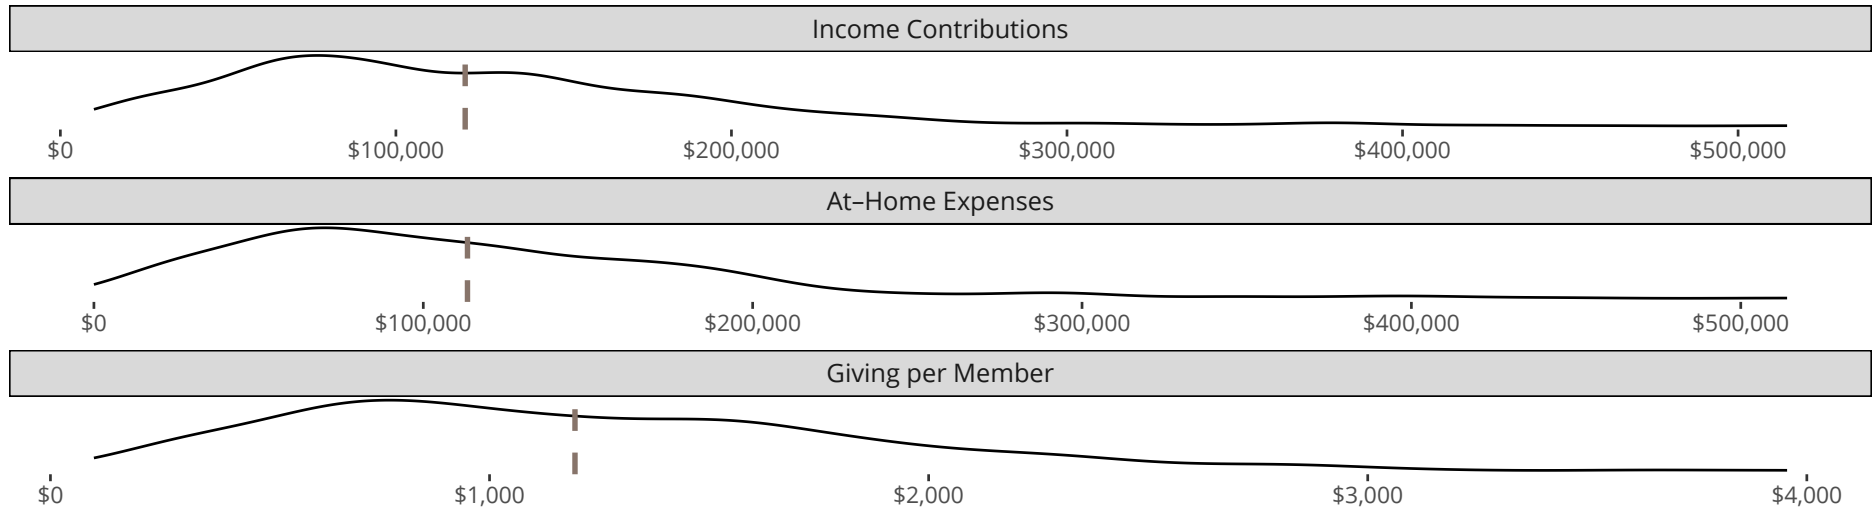 Income Contributions
$0 $100,000 $200,000 $300,000 $400,000 $500,000
At–Home Expenses
$0 $100,000 $200,000 $300,000 $400,000 $500,000
Giving per Member
$0 $1,000 $2,000 $3,000 $4,000